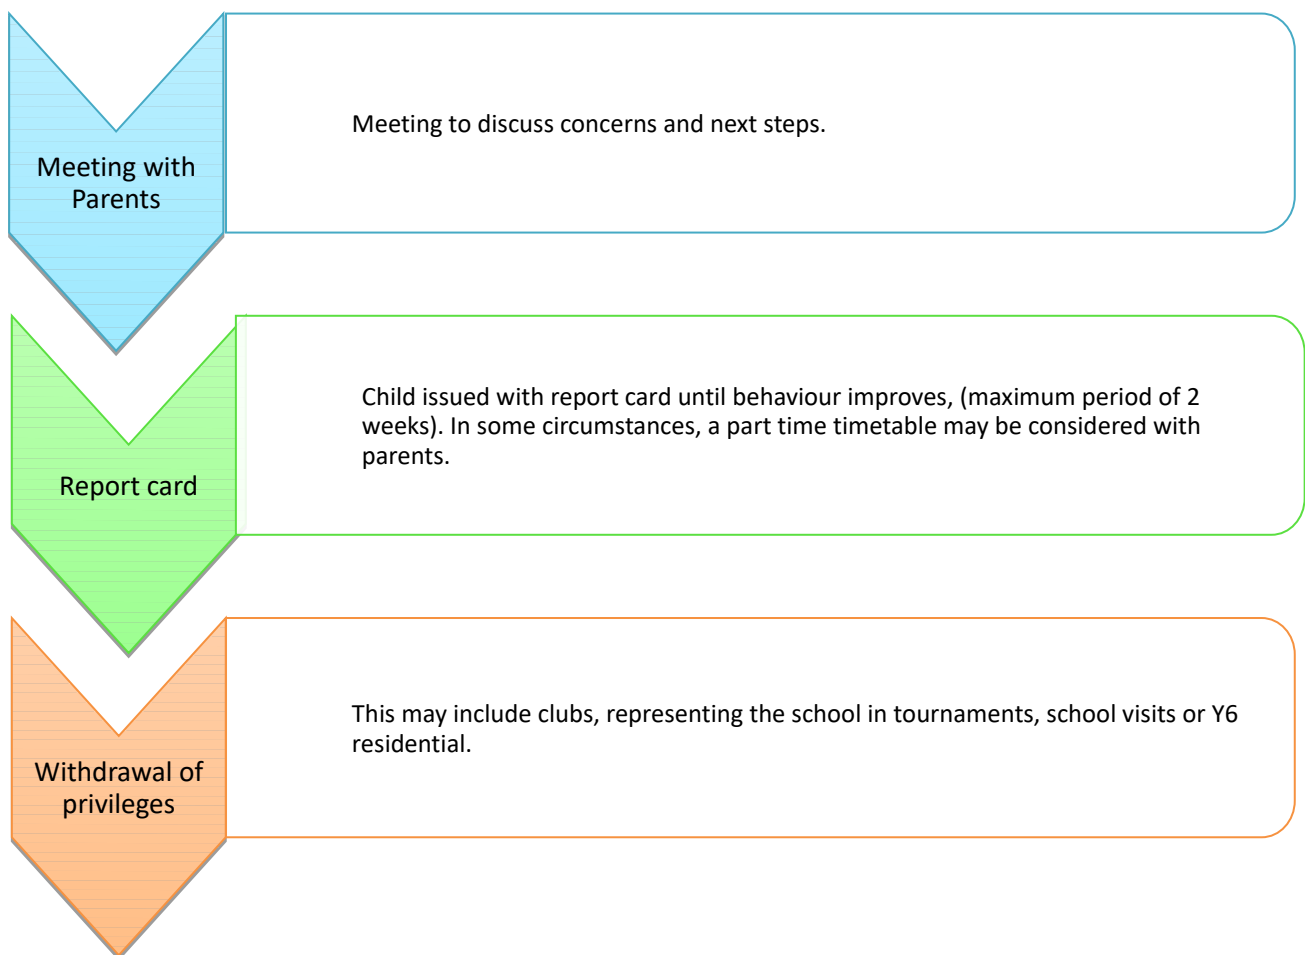 Meeting with
Parents
Meeting to discuss concerns and next steps.
Report card
Child issued with report card until behaviour improves, (maximum period of 2
weeks). In some circumstances, a part time timetable may be considered with
parents.
Withdrawal of
privileges
This may include clubs, representing the school in tournaments, school visits or Y6
residential.